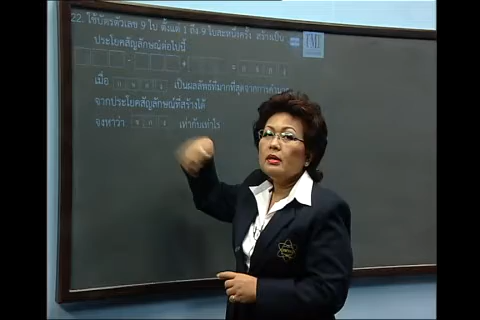 22. ใช้บัตรตัวเลข 9 ใบ ตั้งแต่ 1 ถึง 9 ใบละหนึ่งครั้ง สร้างเป็น
ประโยคสัญลักษณ์ต่อไปนี้
- + =
เมื่อ เป็นผลลัพธ์ที่มากที่สุดจากการคำนวณ
จากประโยคสัญลักษณ์ที่สร้างได้
จงหาว่า ข ค ง เท่ากับเท่าไร